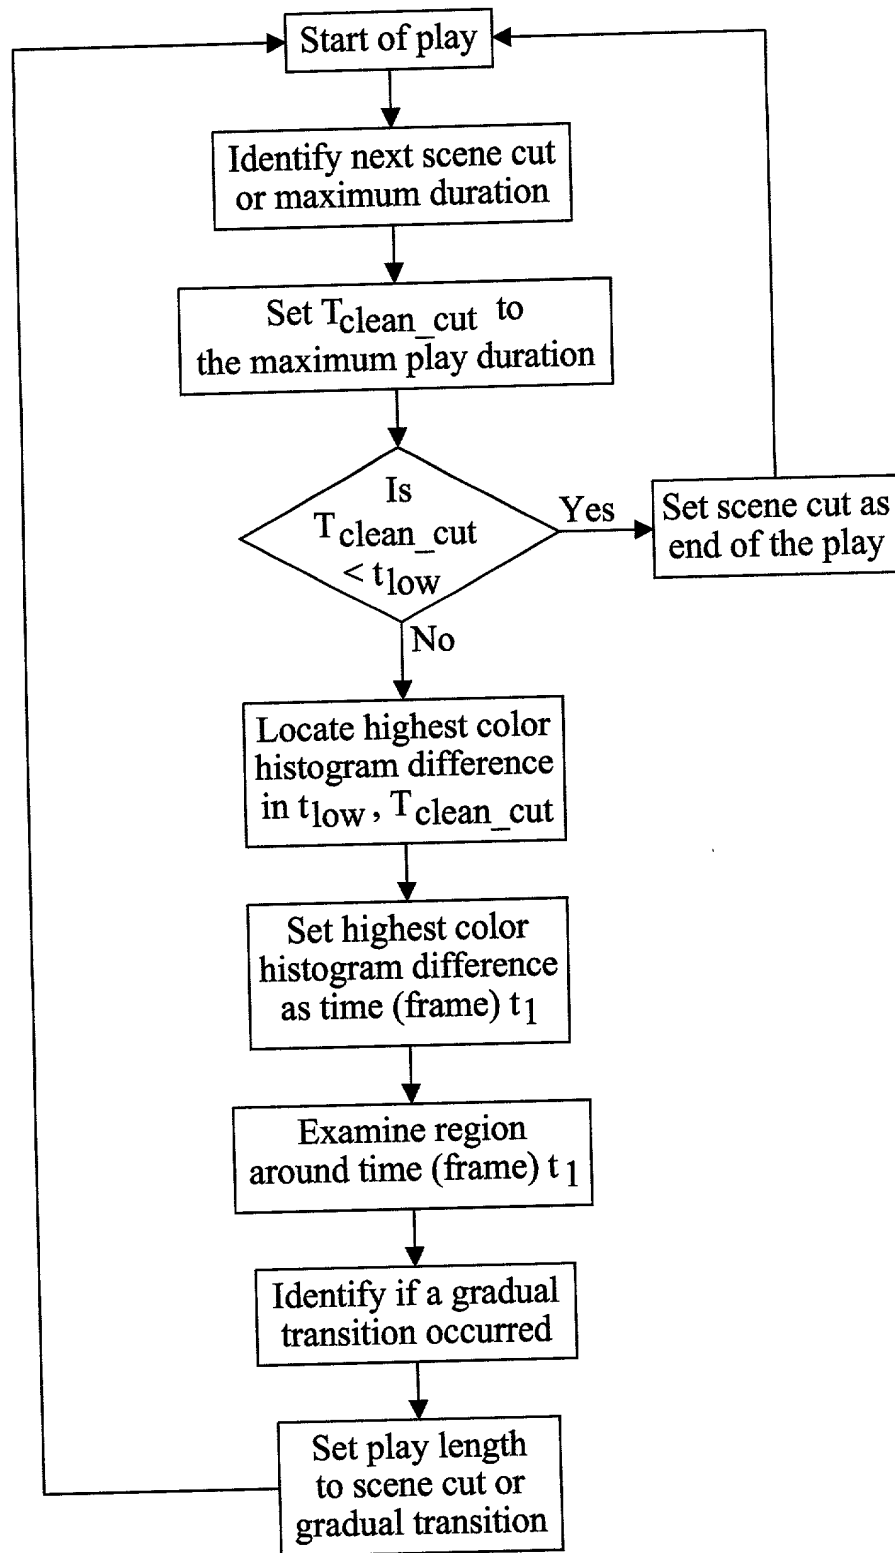 Start of play
Identify next scene cut
or maximum duration
Set Tclean_cut to
the maximum play duration
Is
Tclean_cut
< tlow
Yes
Set scene cut as
end of the play
No
Locate highest color
histogram difference
in tlow, Tclean_cut
Set highest color
histogram difference
as time (frame) t1
Examine region
around time (frame) t1
Identify if a gradual
transition occurred
Set play length
to scene cut or
gradual transition